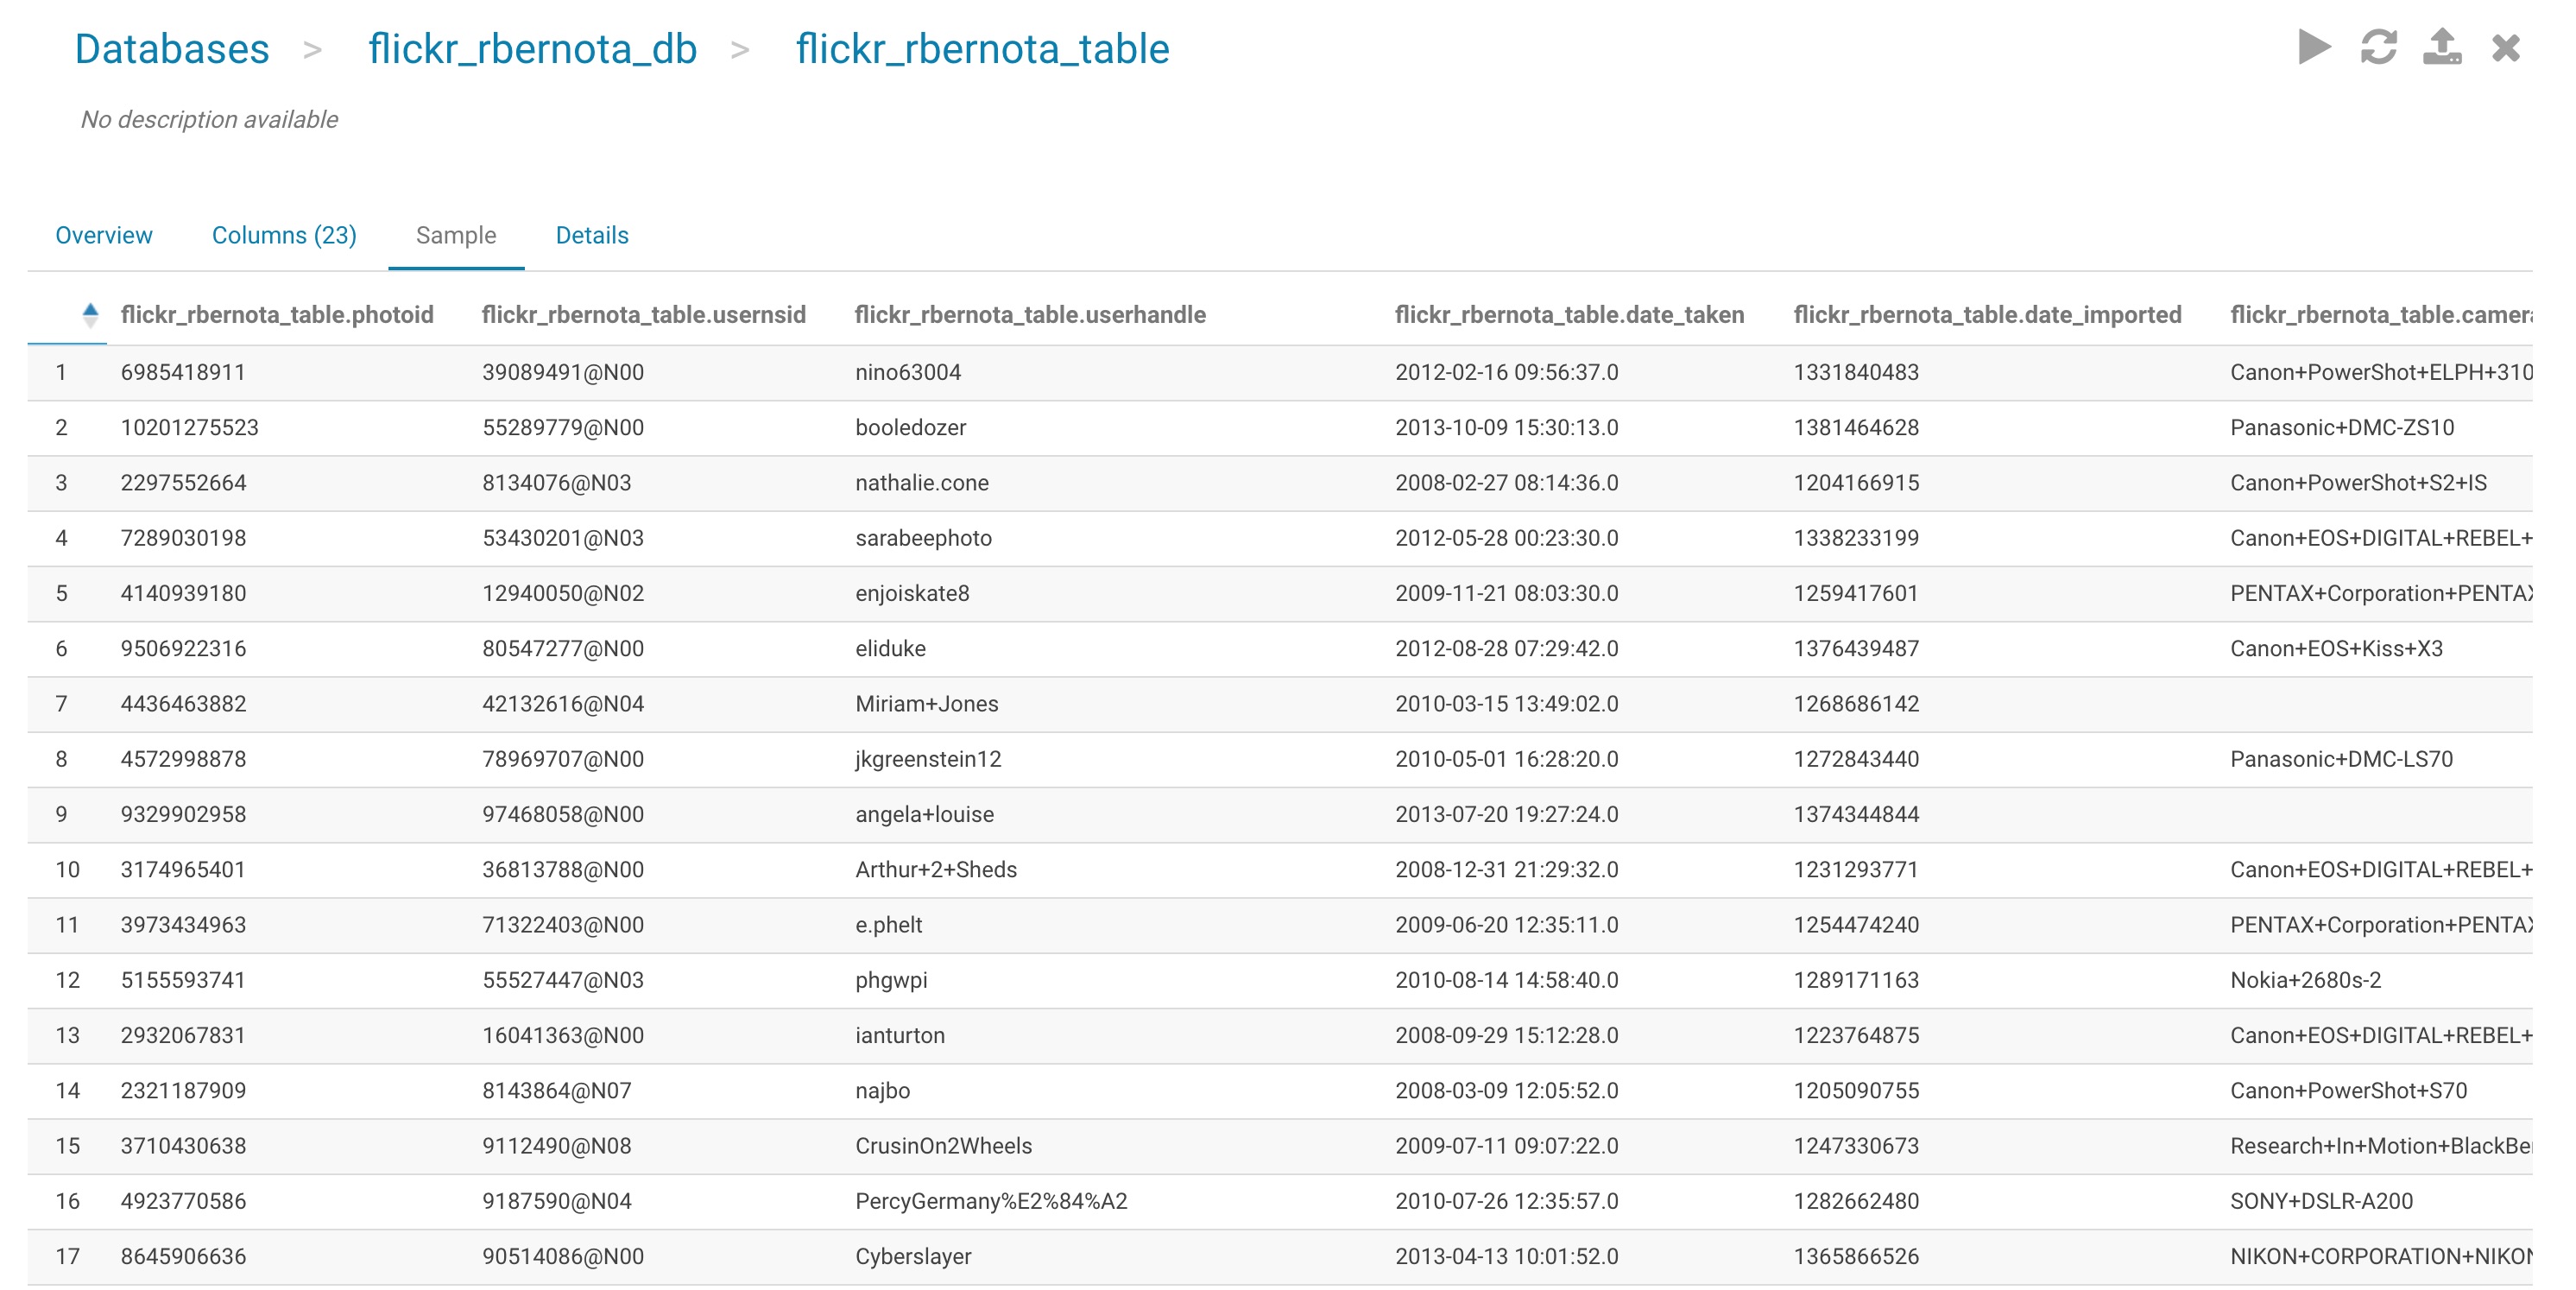 Databases > flickr_rbernota_db > flickr_rbernota_table
No description available
Overview Columns (23) Sample Details
flickr_rbernota_table.photoid flickr_rbernota_table.usernsid flickr_rbernota_table.userhandle flickr_rbernota_table.date_taken flickr_rbernota_table.date_imported flickr_rbernota_table.camera
1 6985418911 39089491@N00 nino63004 2012-02-16 09:56:37.0 1331840483 Canon+PowerShot+ELPH+310
2 10201275523 55289779@N00 booledozer 2013-10-09 15:30:13.0 1381464628 Panasonic+DMC-ZS10
3 2297552664 8134076@N03 nathalie.cone 2008-02-27 08:14:36.0 1204166915 Canon+PowerShot+S2+IS
4 7289030198 53430201@N03 sarabeephoto 2012-05-28 00:23:30.0 1338233199 Canon+EOS+DIGITAL+REBEL+
5 4140939180 12940050@N02 enjoiskate8 2009-11-21 08:03:30.0 1259417601 PENTAX+Corporation+PENTAX
6 9506922316 80547277@N00 eliduke 2012-08-28 07:29:42.0 1376439487 Canon+EOS+Kiss+X3
7 4436463882 42132616@N04 Miriam+Jones 2010-03-15 13:49:02.0 1268686142
8 4572998878 78969707@N00 jkgreenstein12 2010-05-01 16:28:20.0 1272843440 Panasonic+DMC-LS70
9 9329902958 97468058@N00 angela+louise 2013-07-20 19:27:24.0 1374344844
10 3174965401 36813788@N00 Arthur+2+Sheds 2008-12-31 21:29:32.0 1231293771 Canon+EOS+DIGITAL+REBEL+
11 3973434963 71322403@N00 e.phelt 2009-06-20 12:35:11.0 1254474240 PENTAX+Corporation+PENTAX
12 5155593741 55527447@N03 phgwpi 2010-08-14 14:58:40.0 1289171163 Nokia+2680s-2
13 2932067831 16041363@N00 ianturton 2008-09-29 15:12:28.0 1223764875 Canon+EOS+DIGITAL+REBEL+
14 2321187909 8143864@N07 najbo 2008-03-09 12:05:52.0 1205090755 Canon+PowerShot+S70
15 3710430638 9112490@N08 CrusinOn2Wheels 2009-07-11 09:07:22.0 1247330673 Research+In+Motion+BlackBe
16 4923770586 9187590@N04 PercyGermany%E2%84%A2 2010-07-26 12:35:57.0 1282662480 SONY+DSLR-A200
17 8645906636 90514086@N00 Cyberslayer 2013-04-13 10:01:52.0 1365866526 NIKON+CORPORATION+NIKON